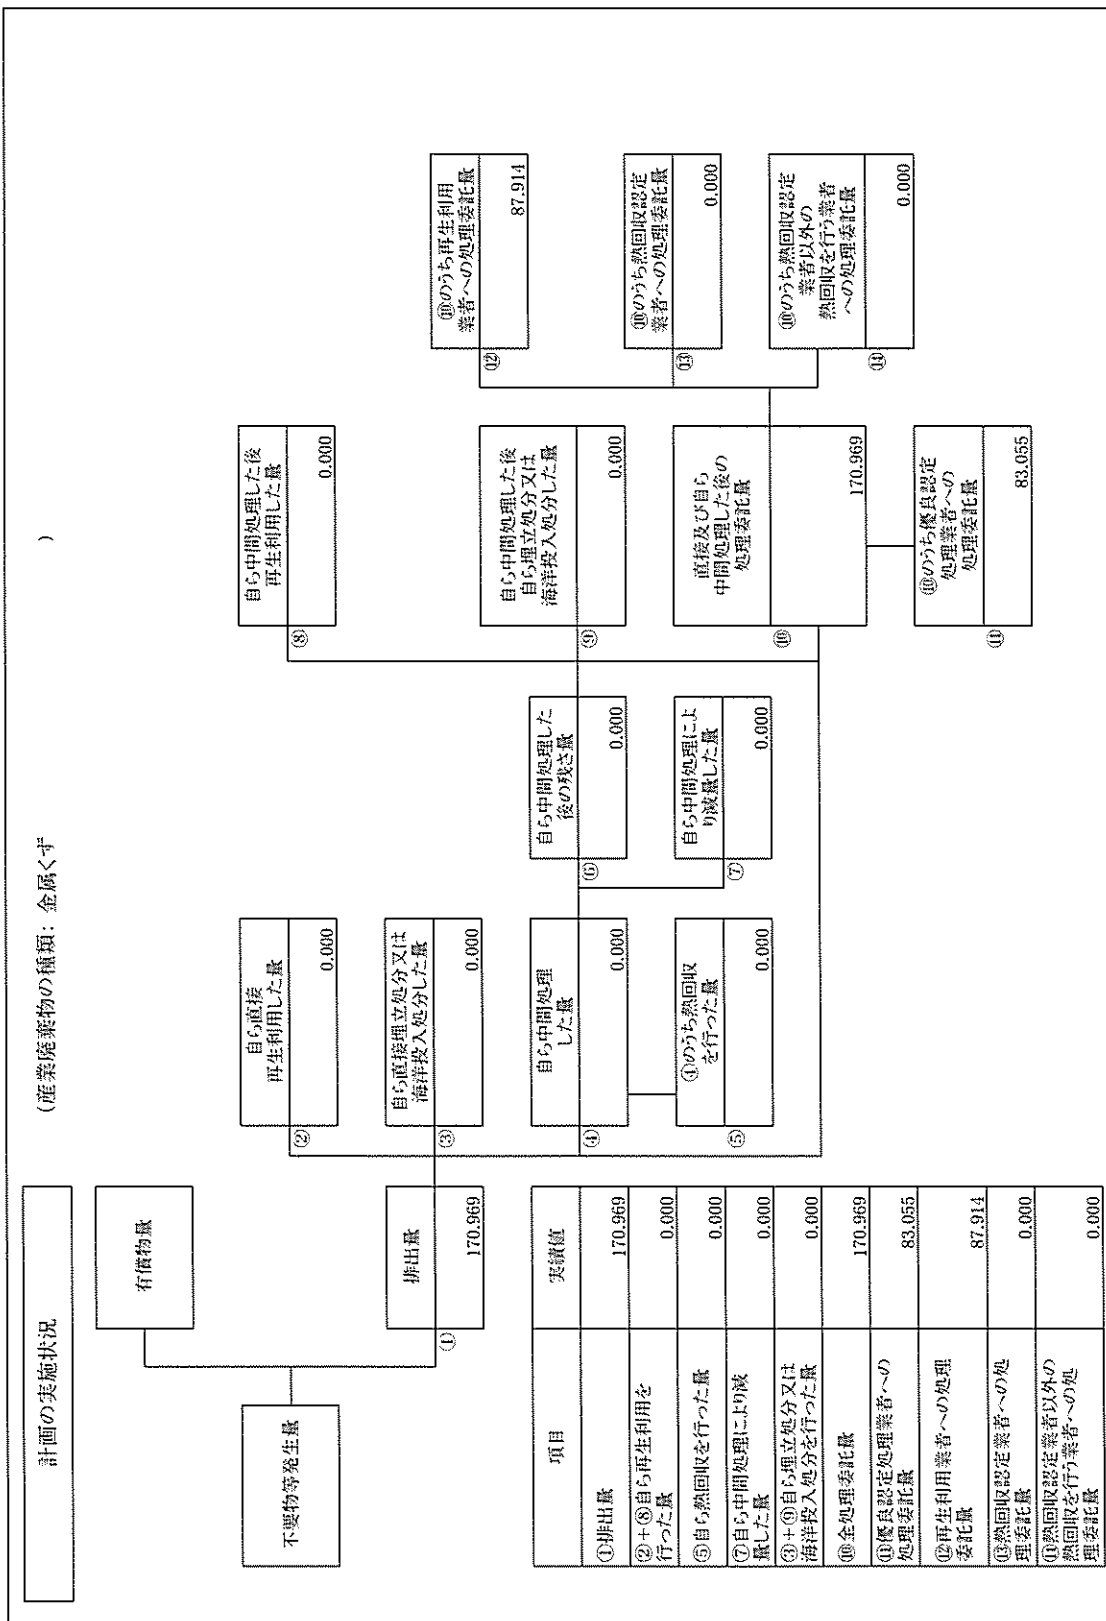 計画の実施状況
(産業廃棄物の種類: 金属くず )
不要物等発生量
有償物量
①
排出量
170.969
②
自ら直接
再生利用した量
0.000
③
自ら直接埋立処分又は
海洋投入処分した量
0.000
④
自ら中間処理
した量
0.000
⑤
④のうち熱回収
を行った量
0.000
⑥
自ら中間処理した
後の残さ量
0.000
⑦
自ら中間処理によ
り減量した量
0.000
⑧
自ら中間処理した後
再生利用した量
0.000
⑨
自ら中間処理した後
自ら埋立処分又は
海洋投入処分した量
0.000
⑩
直接及び自ら
中間処理した後の
処理委託量
170.969
⑪
⑩のうち優良認定
処理業者への
処理委託量
83.055
⑫
⑩のうち再生利用
業者への処理委託量
87.914
⑬
⑩のうち熱回収認定
業者への処理委託量
0.000
⑭
⑩のうち熱回収認定
業者以外の
熱回収を行う業者
への処理委託量
0.000
項目 実績値
①排出量 170.969
②+⑧自ら再生利用を
行った量 0.000
⑤自ら熱回収を行った量 0.000
⑦自ら中間処理により減
量した量 0.000
③+⑨自ら埋立処分又は
海洋投入処分を行った量 0.000
⑩全処理委託量 170.969
⑪優良認定処理業者への
処理委託量 83.055
⑫再生利用業者への処理
委託量 87.914
⑬熱回収認定業者への処
理委託量 0.000
⑭熱回収認定業者以外の
熱回収を行う業者への処
理委託量 0.000